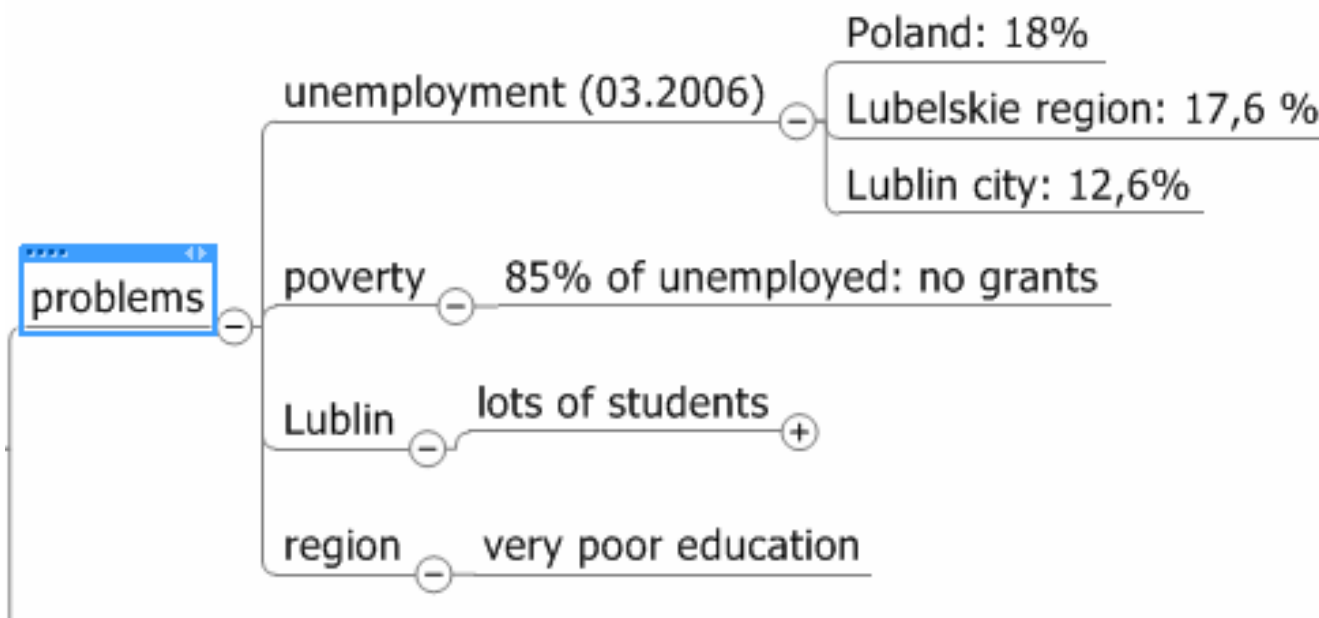 problems
unemployment (03.2006)
Poland: 18%
Lubelskie region: 17,6 %
Lublin city: 12,6%
poverty
85% of unemployed: no grants
Lublin
lots of students
region
very poor education